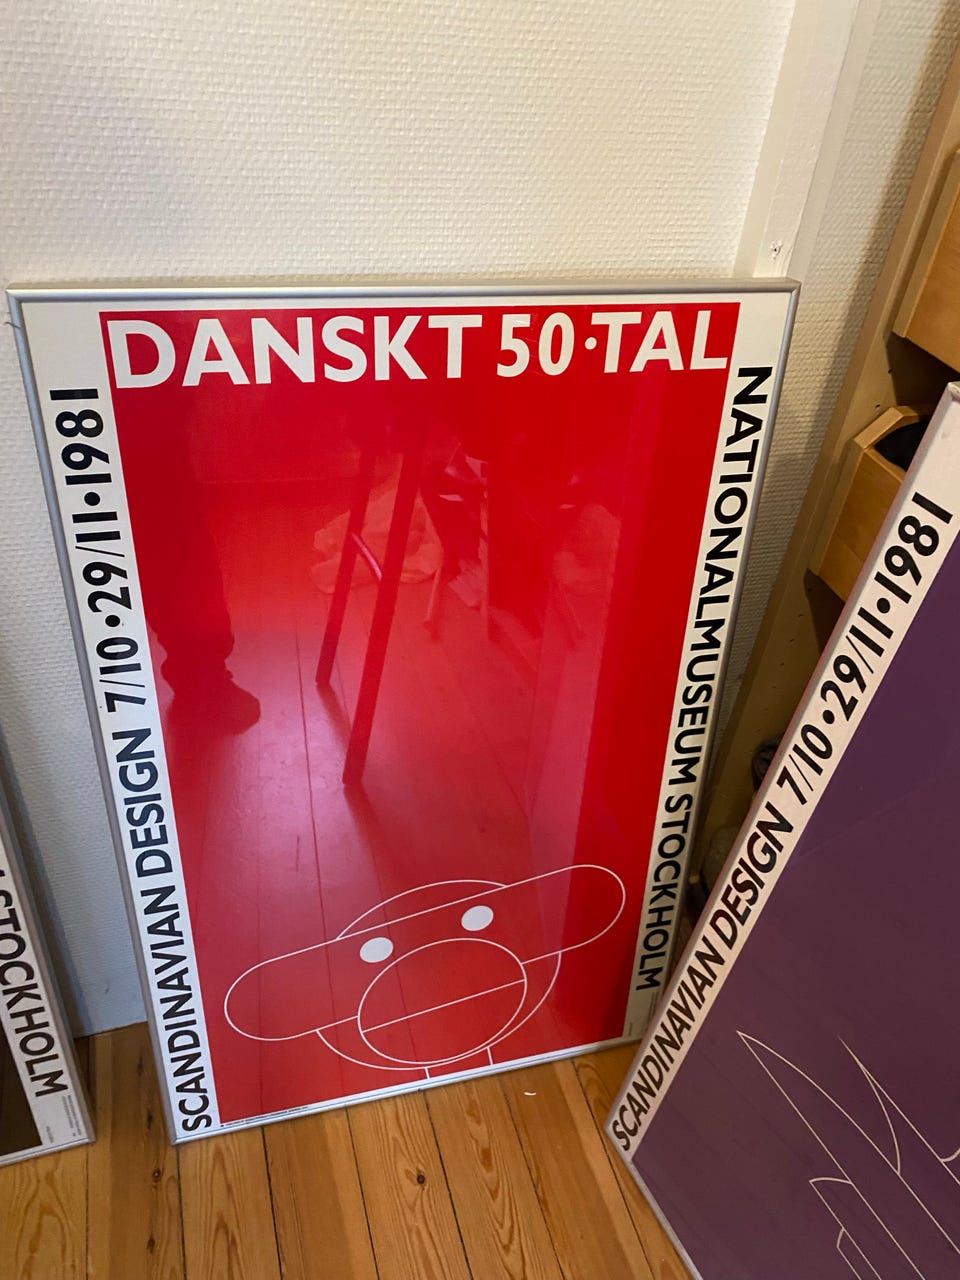 DANSKT 50·TAL
SCANDINAVIAN DESIGN 7/10·29/11·1981
NATIONALMUSEUM STOCKHOLM
STOCKHOLM
SCANDINAVIAN DESIGN 7/10·29/11·1981